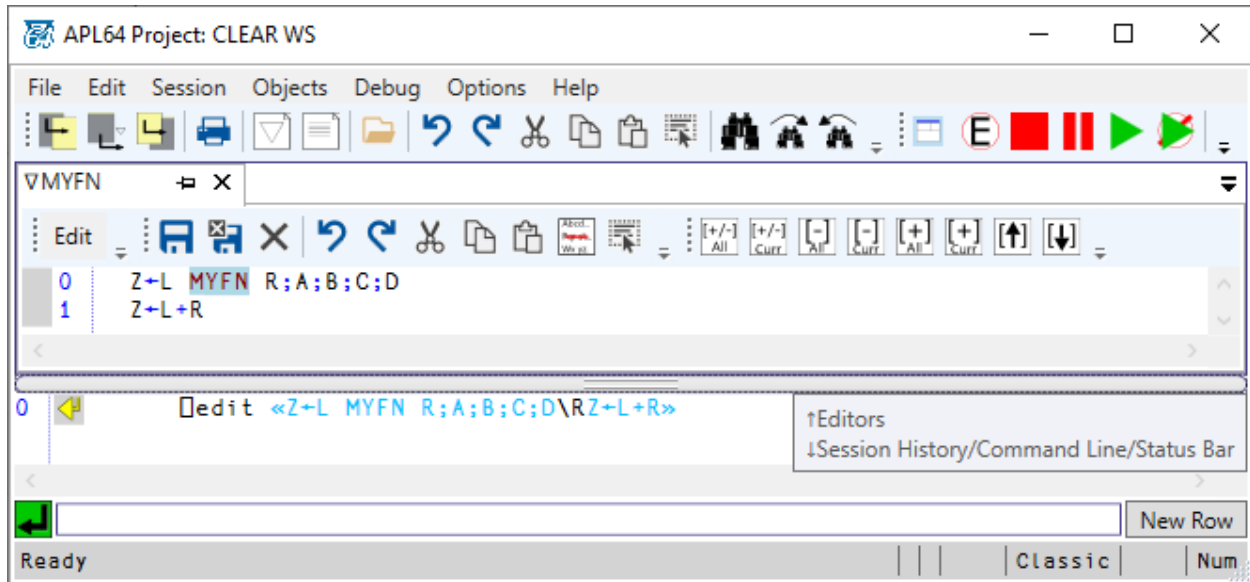 APL64 Project: CLEAR WS
File Edit Session Objects Debug Options Help
E
∇MYFN
Edit
[+/-] All [+/-] Curr [-] All [-] Curr [+] All [+] Curr [↑] [↓]
0 Z←L MYFN R;A;B;C;D
1 Z←L+R
0 ⎕edit «Z←L MYFN R;A;B;C;D\RZ←L+R»
↑Editors
↓Session History/Command Line/Status Bar
New Row
Ready Classic Num